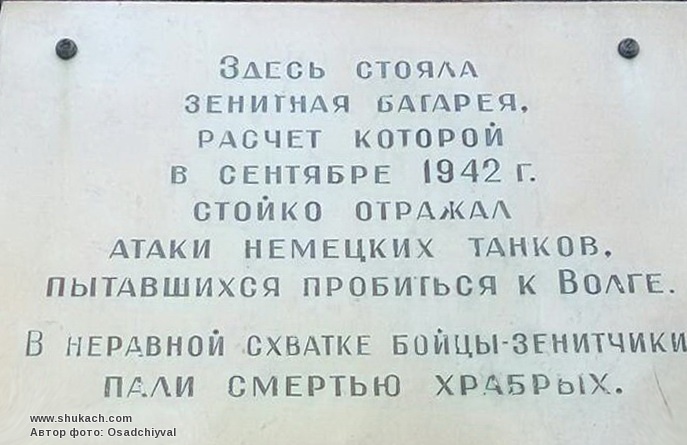 Здесь стояла
зенитная батарея,
расчет которой
в сентябре 1942 г.
стойко отражал
атаки немецких танков,
пытавшихся пробиться к Волге.
В неравной схватке бойцы-зенитчики
пали смертью храбрых.
www.shukach.com
Автор фото: Osadchiyval